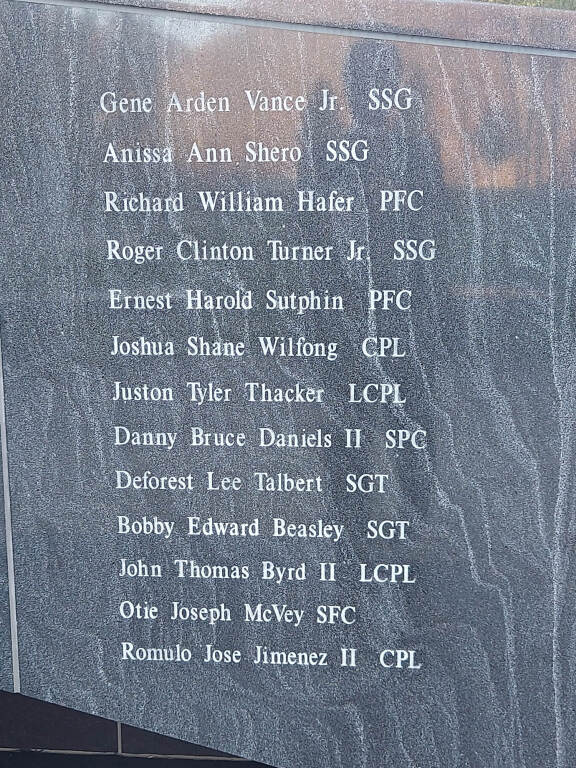 Gene Arden Vance Jr. SSG
Anissa Ann Shero SSG
Richard William Hafer PFC
Roger Clinton Turner Jr. SSG
Ernest Harold Sutphin PFC
Joshua Shane Wilfong CPL
Juston Tyler Thacker LCPL
Danny Bruce Daniels II SPC
Deforest Lee Talbert SGT
Bobby Edward Beasley SGT
John Thomas Byrd II LCPL
Otie Joseph McVey SFC
Romulo Jose Jimenez II CPL